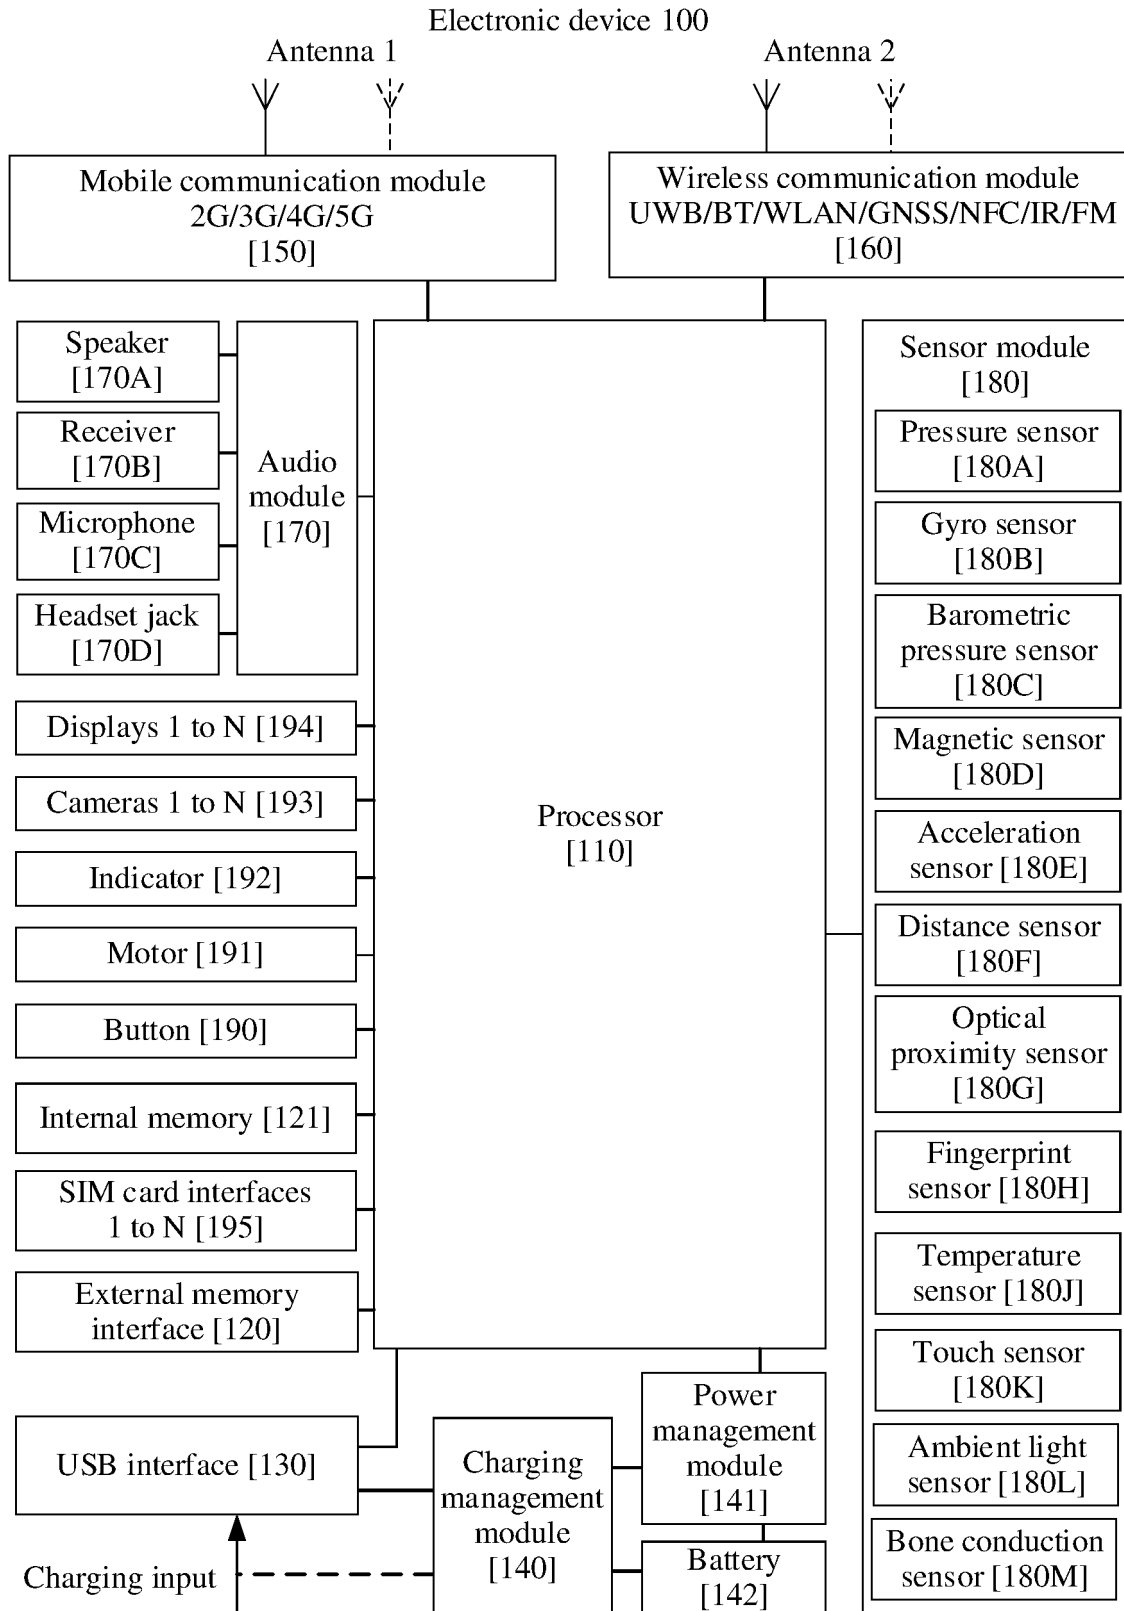 Electronic device 100
Antenna 1
Antenna 2
Mobile communication module
2G/3G/4G/5G
[150]
Wireless communication module
UWB/BT/WLAN/GNSS/NFC/IR/FM
[160]
Speaker
[170A]
Receiver
[170B]
Microphone
[170C]
Headset jack
[170D]
Audio
module
[170]
Displays 1 to N [194]
Cameras 1 to N [193]
Indicator [192]
Motor [191]
Button [190]
Internal memory [121]
SIM card interfaces
1 to N [195]
External memory
interface [120]
Processor
[110]
Sensor module
[180]
Pressure sensor
[180A]
Gyro sensor
[180B]
Barometric
pressure sensor
[180C]
Magnetic sensor
[180D]
Acceleration
sensor [180E]
Distance sensor
[180F]
Optical
proximity sensor
[180G]
Fingerprint
sensor [180H]
Temperature
sensor [180J]
Touch sensor
[180K]
Ambient light
sensor [180L]
Bone conduction
sensor [180M]
USB interface [130]
Charging input
Charging
management
module
[140]
Power
management
module
[141]
Battery
[142]